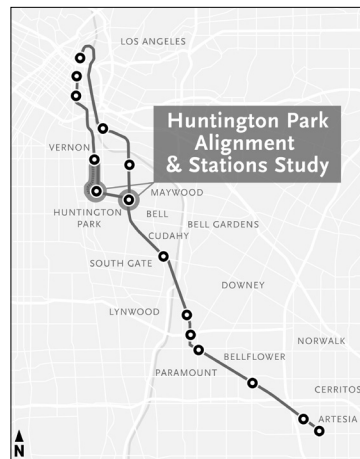 LOS ANGELES
Huntington Park
Alignment
& Stations Study
VERNON
MAYWOOD
HUNTINGTON
PARK
BELL
BELL GARDENS
CUDAHY
SOUTH GATE
DOWNEY
LYNWOOD
NORWALK
BELLFLOWER
PARAMOUNT
CERRITOS
ARTESIA
N